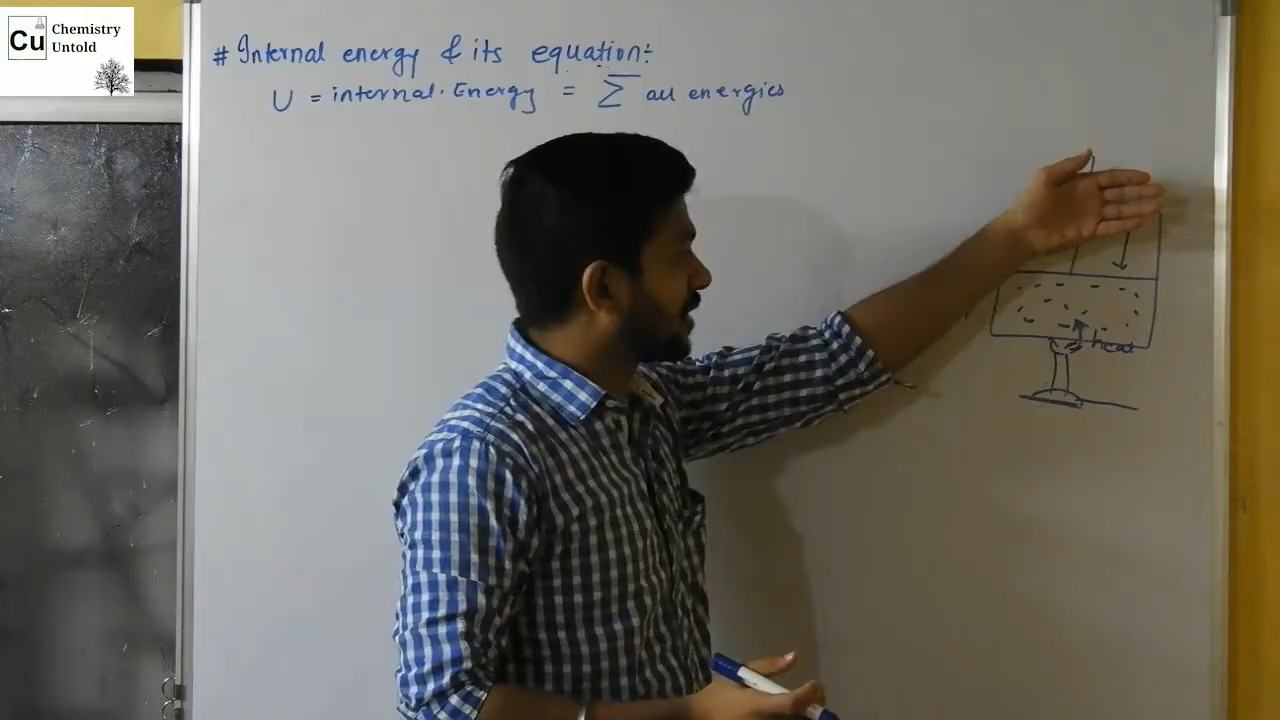 Cu
Chemistry
Untold
# Internal energy & its equation:
U = internal. Energy = Σ all energies
heat